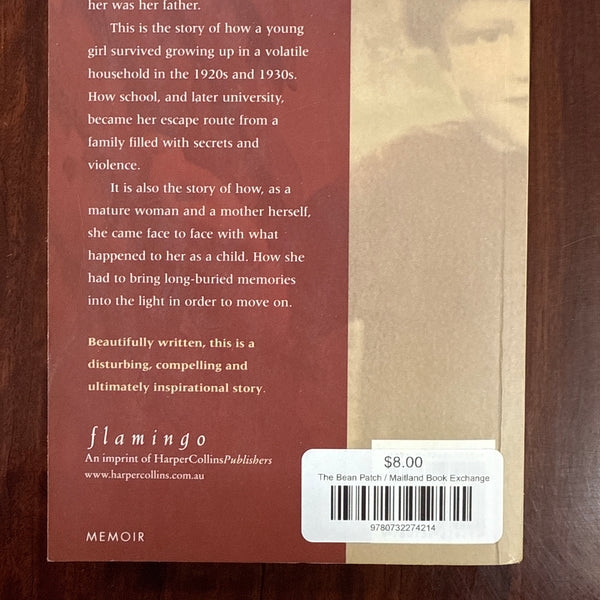 her was her father.
This is the story of how a young
girl survived growing up in a volatile
household in the 1920s and 1930s.
How school, and later university,
became her escape route from a
family filled with secrets and
violence.
It is also the story of how, as a
mature woman and a mother herself,
she came face to face with what
happened to her as a child. How she
had to bring long-buried memories
into the light in order to move on.
Beautifully written, this is a
disturbing, compelling and
ultimately inspirational story.
flamingo
An imprint of HarperCollinsPublishers
www.harpercollins.com.au
MEMOIR
$8.00
The Bean Patch / Maitland Book Exchange
9780732274214